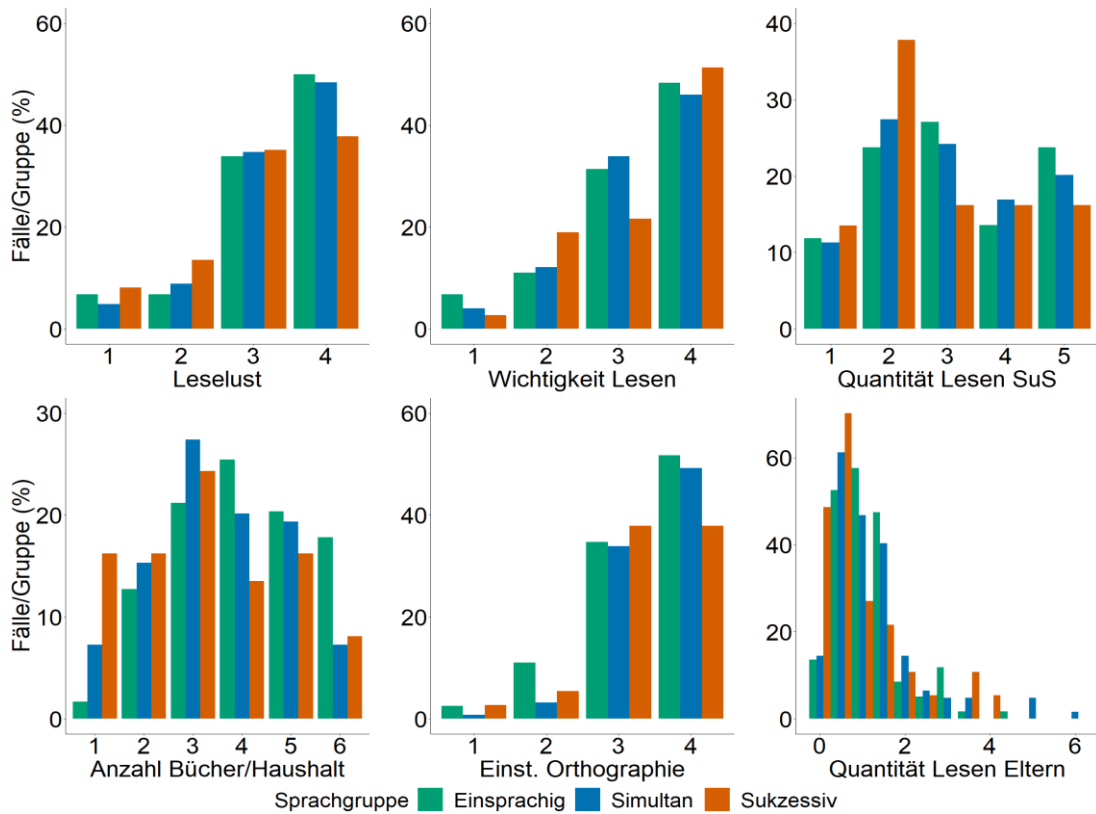 Fälle/Gruppe (%)
60
40
20
0
1 2 3 4
Leselust
60
40
20
0
1 2 3 4
Wichtigkeit Lesen
40
30
20
10
0
1 2 3 4 5
Quantität Lesen SuS
Fälle/Gruppe (%)
30
20
10
0
1 2 3 4 5 6
Anzahl Bücher/Haushalt
60
40
20
0
1 2 3 4
Einst. Orthographie
60
40
20
0
0 2 4 6
Quantität Lesen Eltern
Sprachgruppe Einsprachig Simultan Sukzessiv